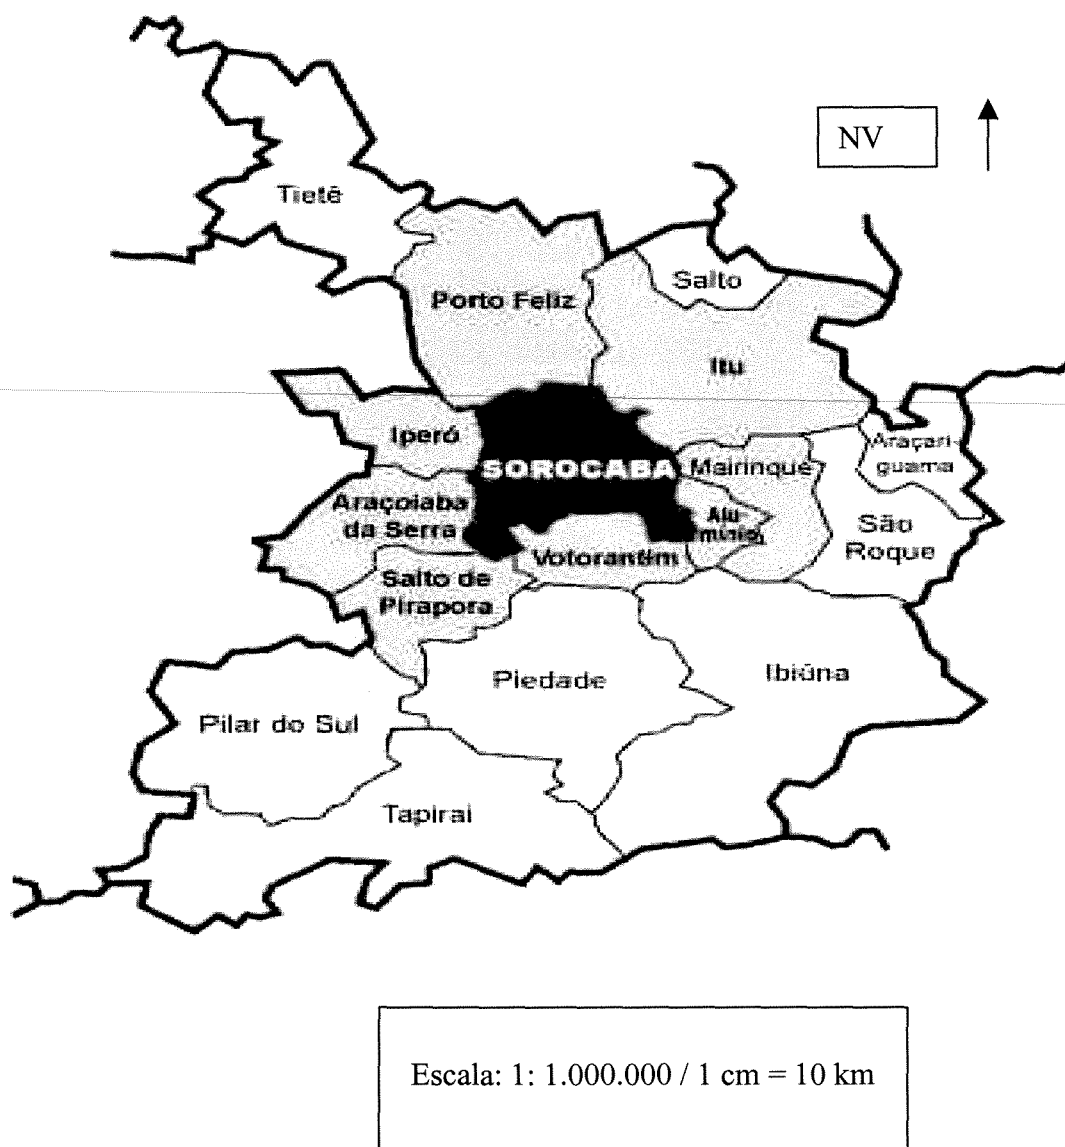 NV
Tietê
Salto
Porto Feliz
Itu
Iperó
Araçari-
guama
SOROCABA
Mairinque
Araçoiaba
da Serra
Alu-
mínio
São
Roque
Votorantim
Salto de
Pirapora
Piedade
Ibiúna
Pilar do Sul
Tapirai
Escala: 1: 1.000.000 / 1 cm = 10 km